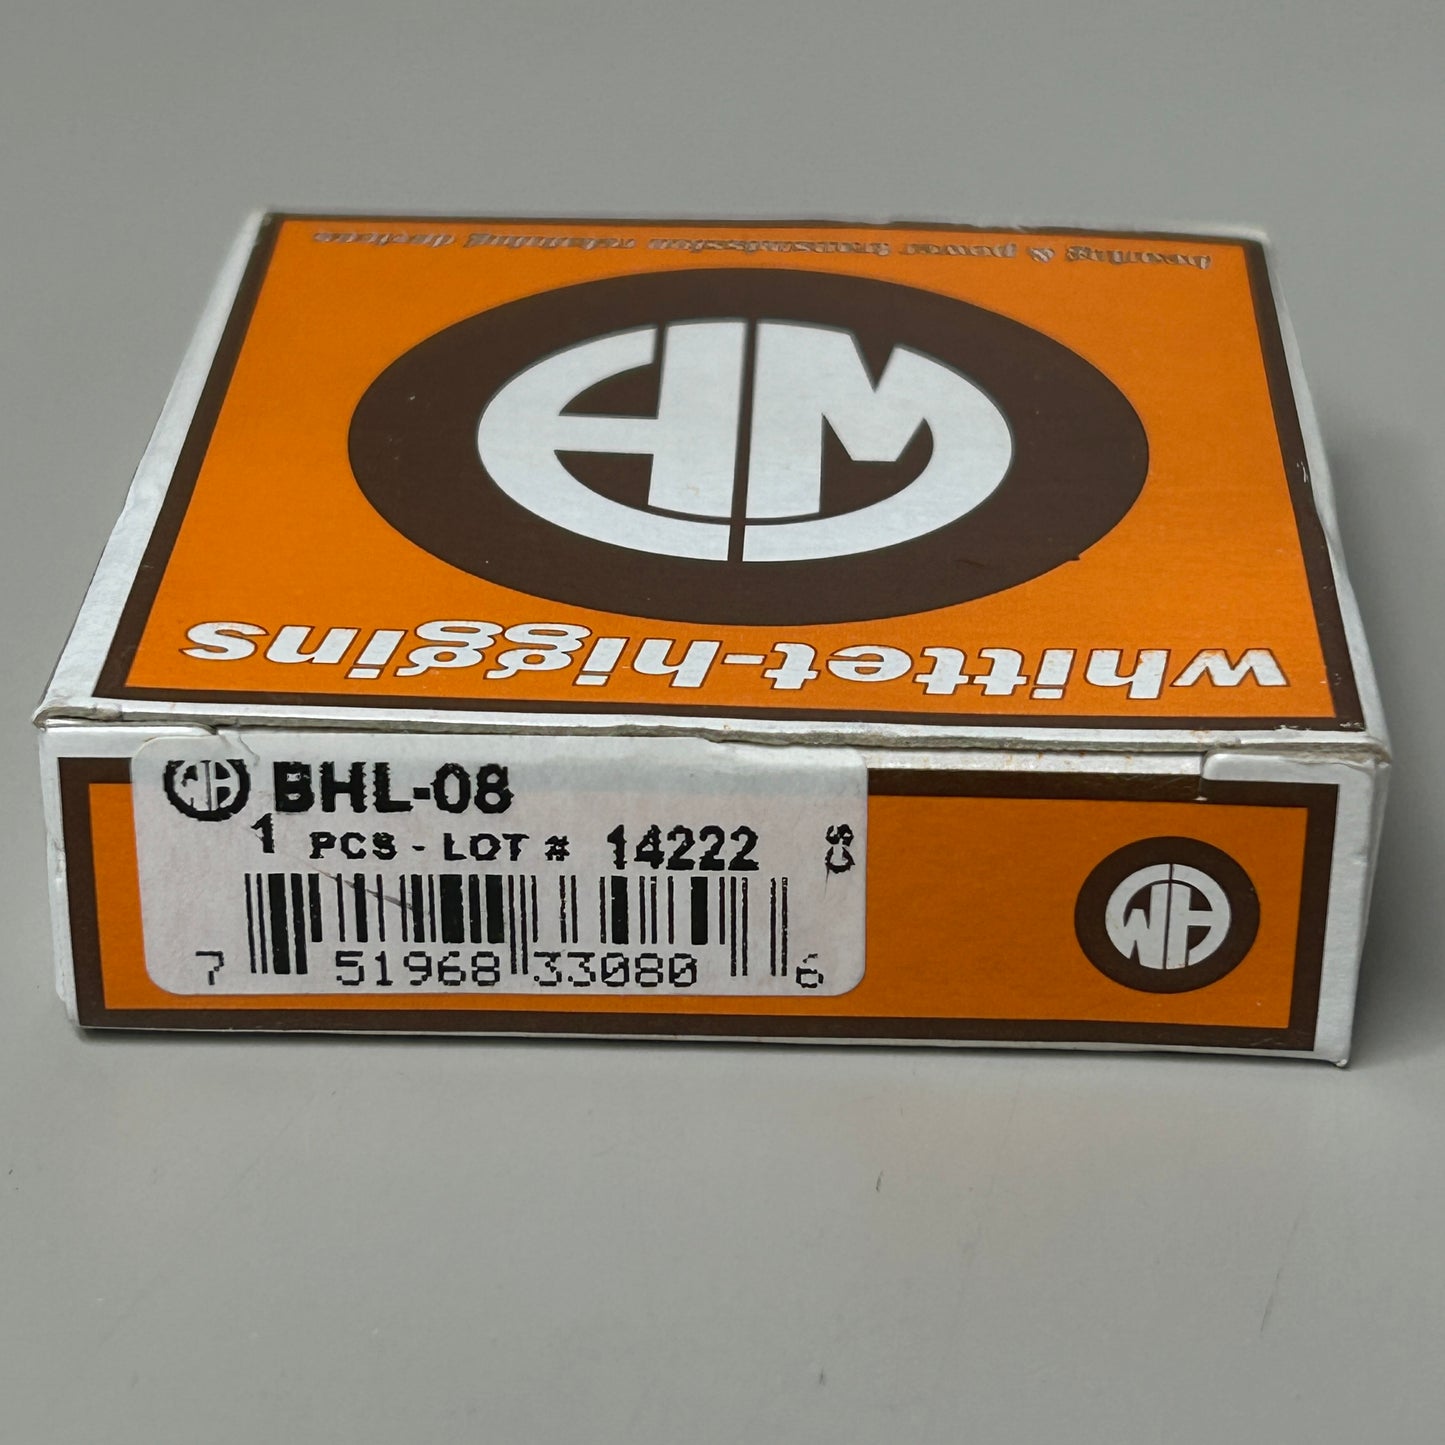 bearing & power transmission retaining devices
WH
whittet-higgins
WH BHL-08
1 PCS - LOT # 14222
CS
7 51968 33080 6
WH